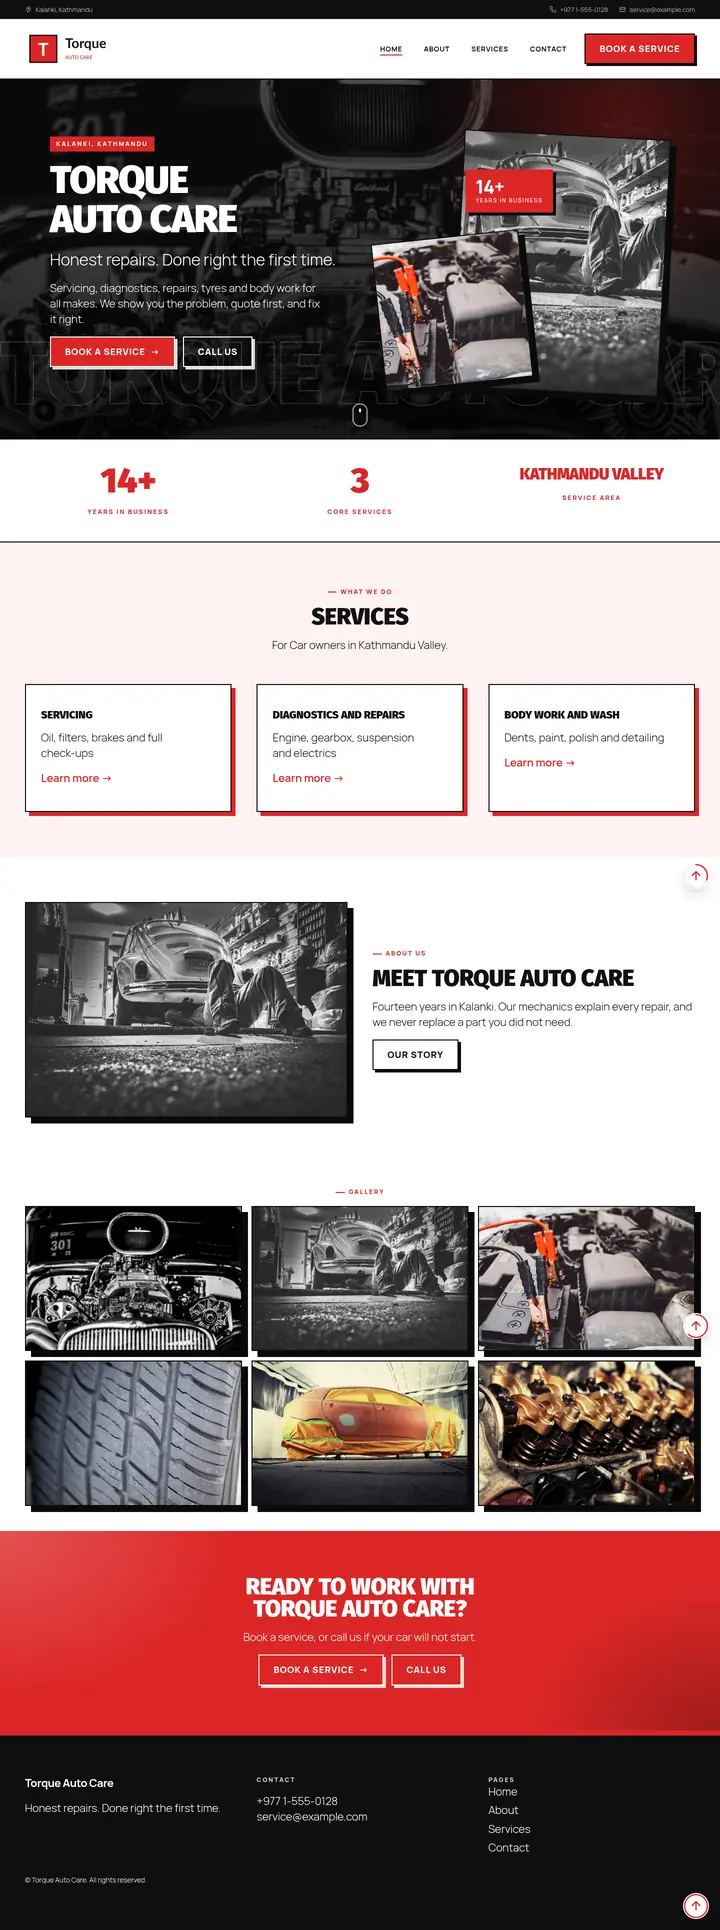 Kalanki, Kathmandu
+977 1-555-0128
service@example.com
T
Torque
AUTO CARE
HOME
ABOUT
SERVICES
CONTACT
BOOK A SERVICE
301
KALANKI, KATHMANDU
TORQUE
AUTO CARE
Honest repairs. Done right the first time.
Servicing, diagnostics, repairs, tyres and body work for
all makes. We show you the problem, quote first, and fix
it right.
BOOK A SERVICE →
CALL US
14+
YEARS IN BUSINESS
TORQUE AUTO CAR
14+
YEARS IN BUSINESS
3
CORE SERVICES
KATHMANDU VALLEY
SERVICE AREA
WHAT WE DO
SERVICES
For Car owners in Kathmandu Valley.
SERVICING
Oil, filters, brakes and full
check-ups
Learn more →
DIAGNOSTICS AND REPAIRS
Engine, gearbox, suspension
and electrics
Learn more →
BODY WORK AND WASH
Dents, paint, polish and detailing
Learn more →
ABOUT US
MEET TORQUE AUTO CARE
Fourteen years in Kalanki. Our mechanics explain every repair, and
we never replace a part you did not need.
OUR STORY
GALLERY
301
READY TO WORK WITH
TORQUE AUTO CARE?
Book a service, or call us if your car will not start.
BOOK A SERVICE →
CALL US
Torque Auto Care
Honest repairs. Done right the first time.
CONTACT
+977 1-555-0128
service@example.com
PAGES
Home
About
Services
Contact
© Torque Auto Care. All rights reserved.